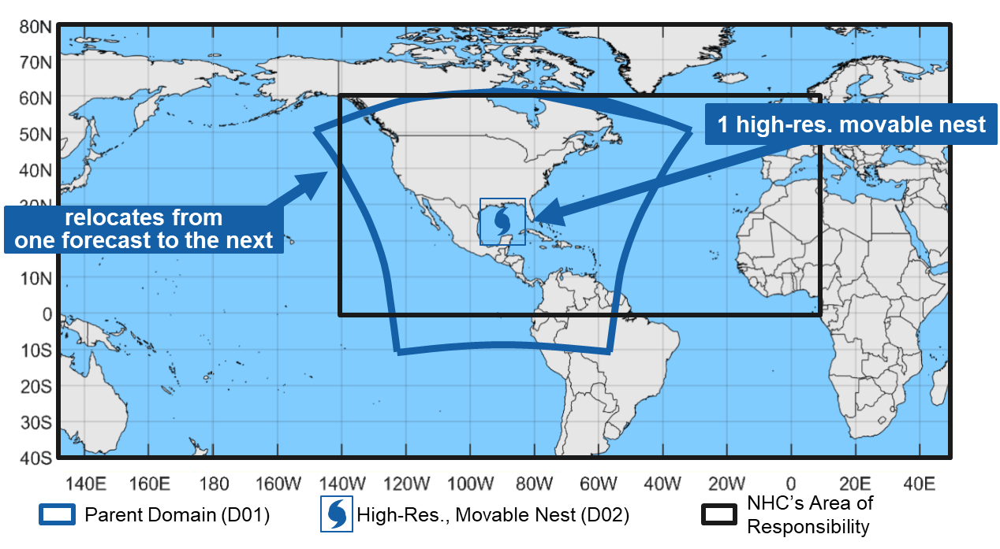 80N
70N
60N
50N
40N
10N
0
10S
20S
30S
40S
1 high-res. movable nest
relocates from
one forecast to the next
140E 160E 180 160W 140W 120W 100W 80W 60W 40W 20W 0 20E 40E
Parent Domain (D01)
High-Res., Movable Nest (D02)
NHC's Area of
Responsibility